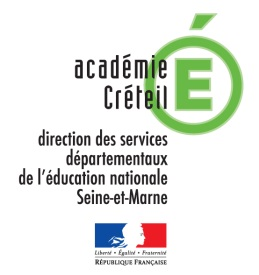 académie
Créteil
É
direction des services
départementaux
de l'éducation nationale
Seine-et-Marne
Liberté • Égalité • Fraternité
RÉPUBLIQUE FRANÇAISE